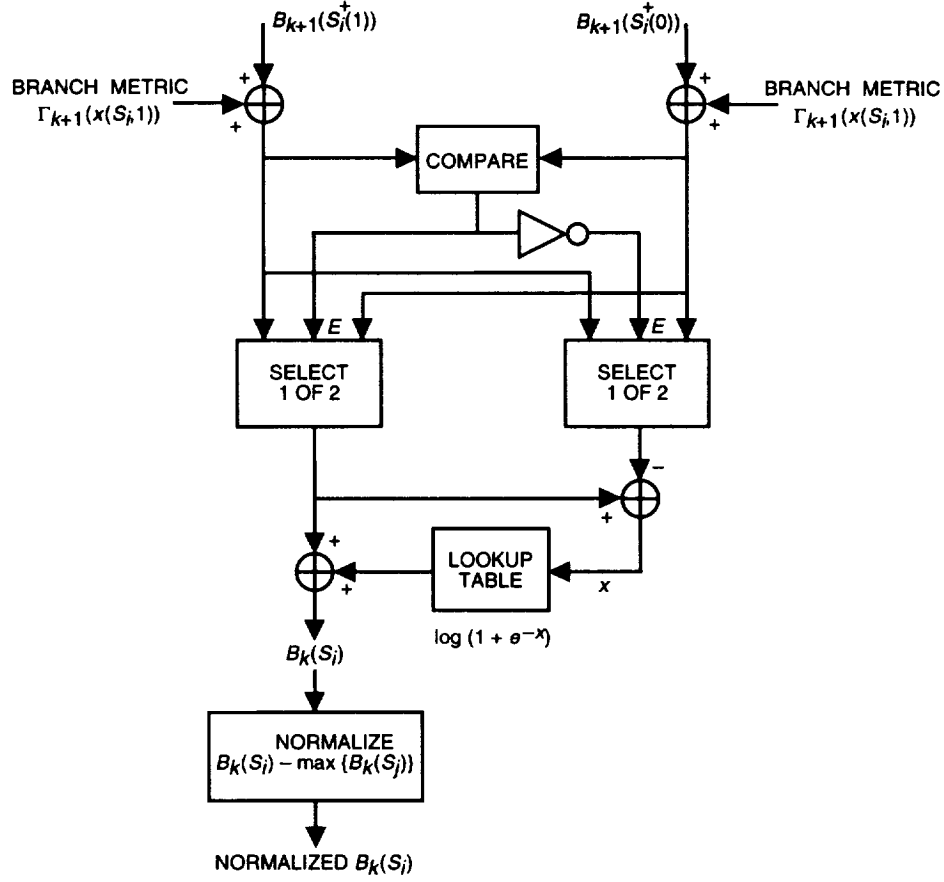 B_{k+1}(S_i^+(1))
B_{k+1}(S_i^+(0))
+
+
BRANCH METRIC
Γ_{k+1}(x(S_i,1))
+
+
BRANCH METRIC
Γ_{k+1}(x(S_i,1))
COMPARE
E
E
SELECT
1 OF 2
SELECT
1 OF 2
−
+
+
+
LOOKUP
TABLE
x
log (1 + e^{−x})
B_k(S_i)
NORMALIZE
B_k(S_i) − max {B_k(S_j)}
NORMALIZED B_k(S_i)